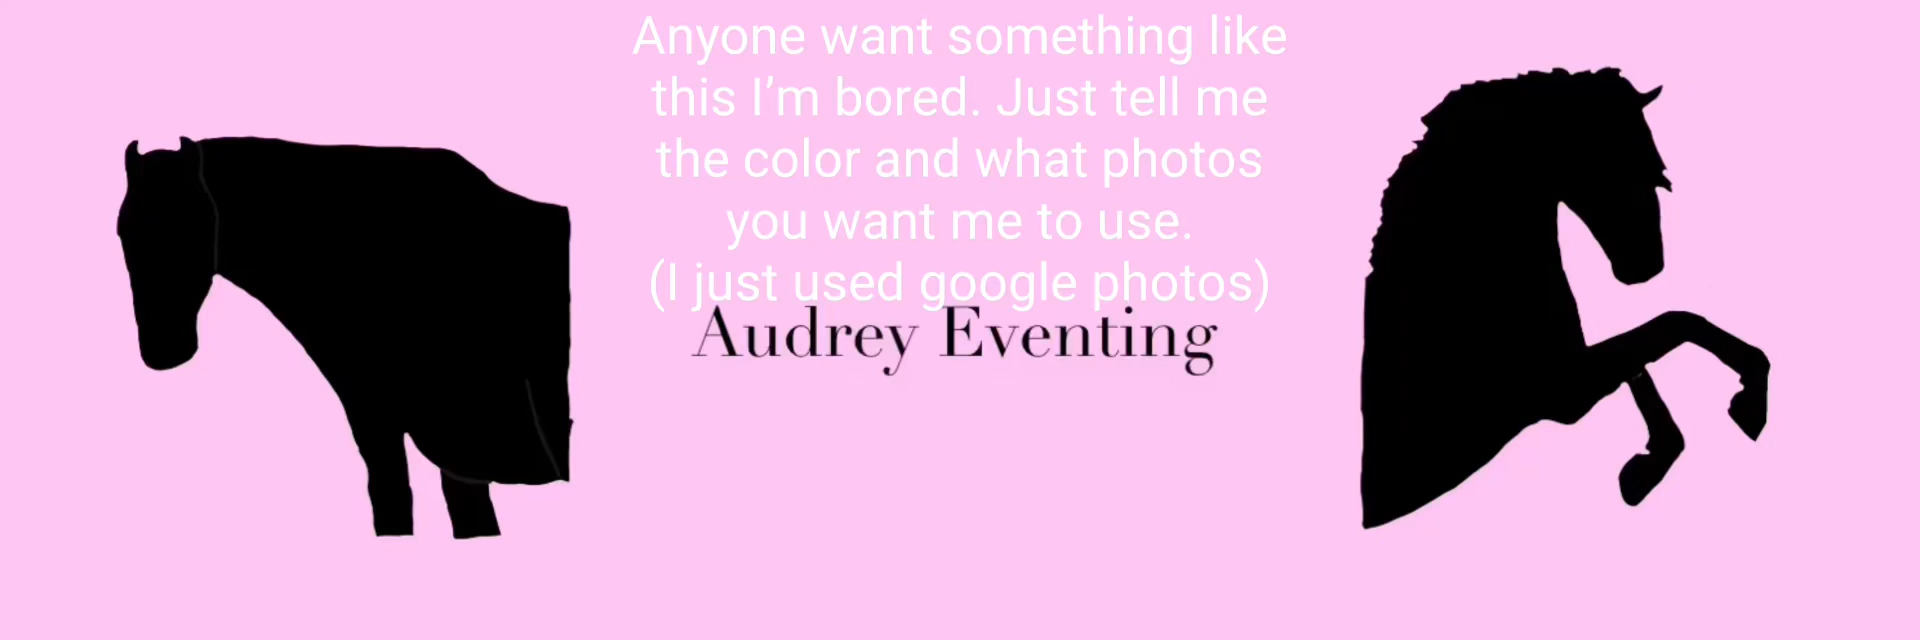 Anyone want something like
this I’m bored. Just tell me
the color and what photos
you want me to use.
(I just used google photos)
Audrey Eventing